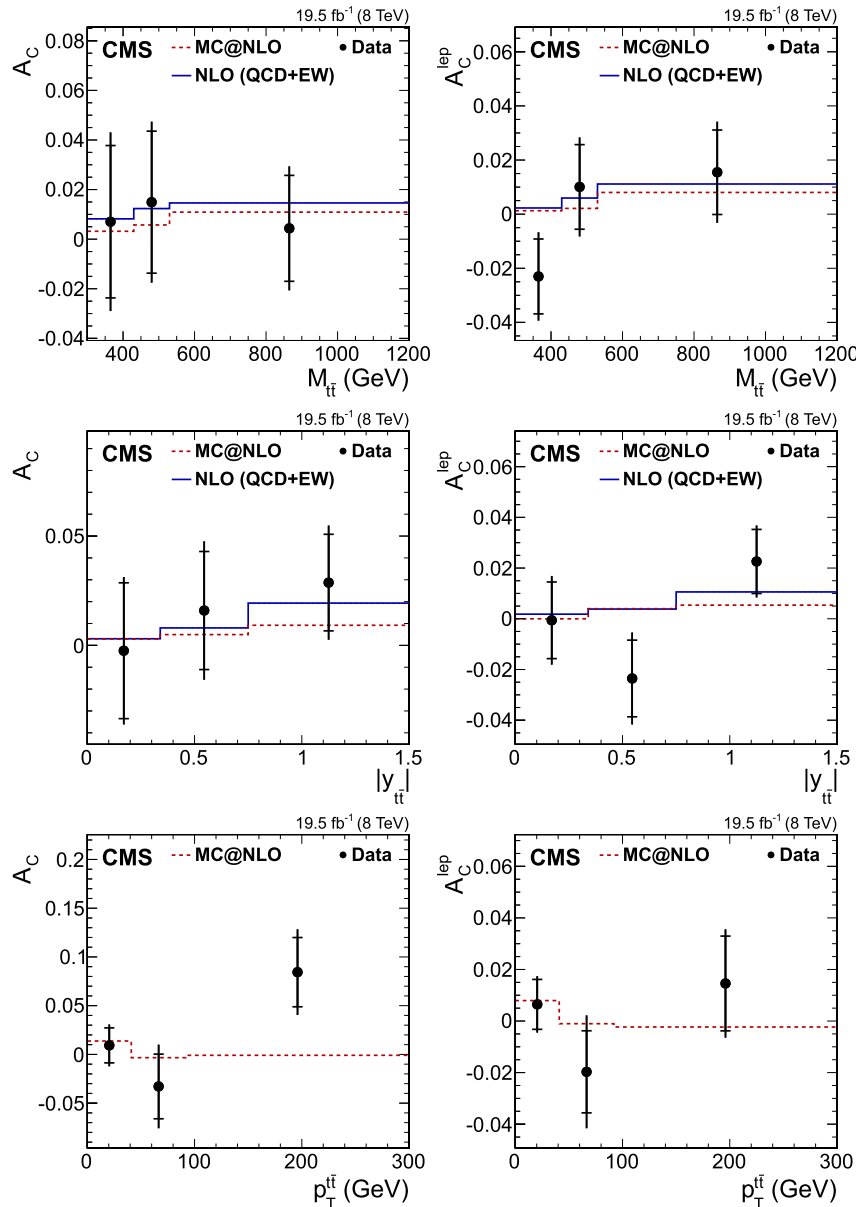 19.5 fb⁻¹ (8 TeV)
A_C
0.08
0.06
0.04
0.02
0
-0.02
-0.04
CMS
MC@NLO
Data
NLO (QCD+EW)
400 600 800 1000 1200
M_tt̄ (GeV)
19.5 fb⁻¹ (8 TeV)
A_C^lep
0.06
0.04
0.02
0
-0.02
-0.04
CMS
MC@NLO
Data
NLO (QCD+EW)
400 600 800 1000 1200
M_tt̄ (GeV)
19.5 fb⁻¹ (8 TeV)
A_C
0.05
0
CMS
MC@NLO
Data
NLO (QCD+EW)
0 0.5 1 1.5
|y_tt̄|
19.5 fb⁻¹ (8 TeV)
A_C^lep
0.06
0.04
0.02
0
-0.02
-0.04
CMS
MC@NLO
Data
NLO (QCD+EW)
0 0.5 1 1.5
|y_tt̄|
19.5 fb⁻¹ (8 TeV)
A_C
0.2
0.15
0.1
0.05
0
-0.05
CMS
MC@NLO
Data
0 100 200 300
p_T^tt̄ (GeV)
19.5 fb⁻¹ (8 TeV)
A_C^lep
0.06
0.04
0.02
0
-0.02
-0.04
CMS
MC@NLO
Data
0 100 200 300
p_T^tt̄ (GeV)